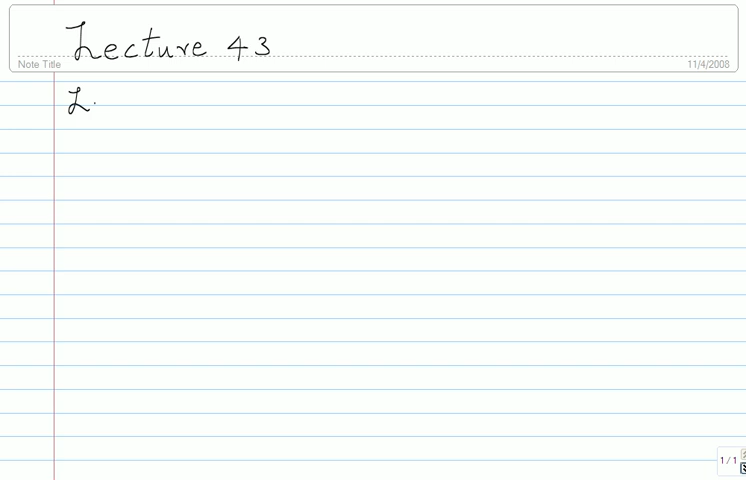 Lecture 43
Note Title
11/4/2008
L.
1 / 1